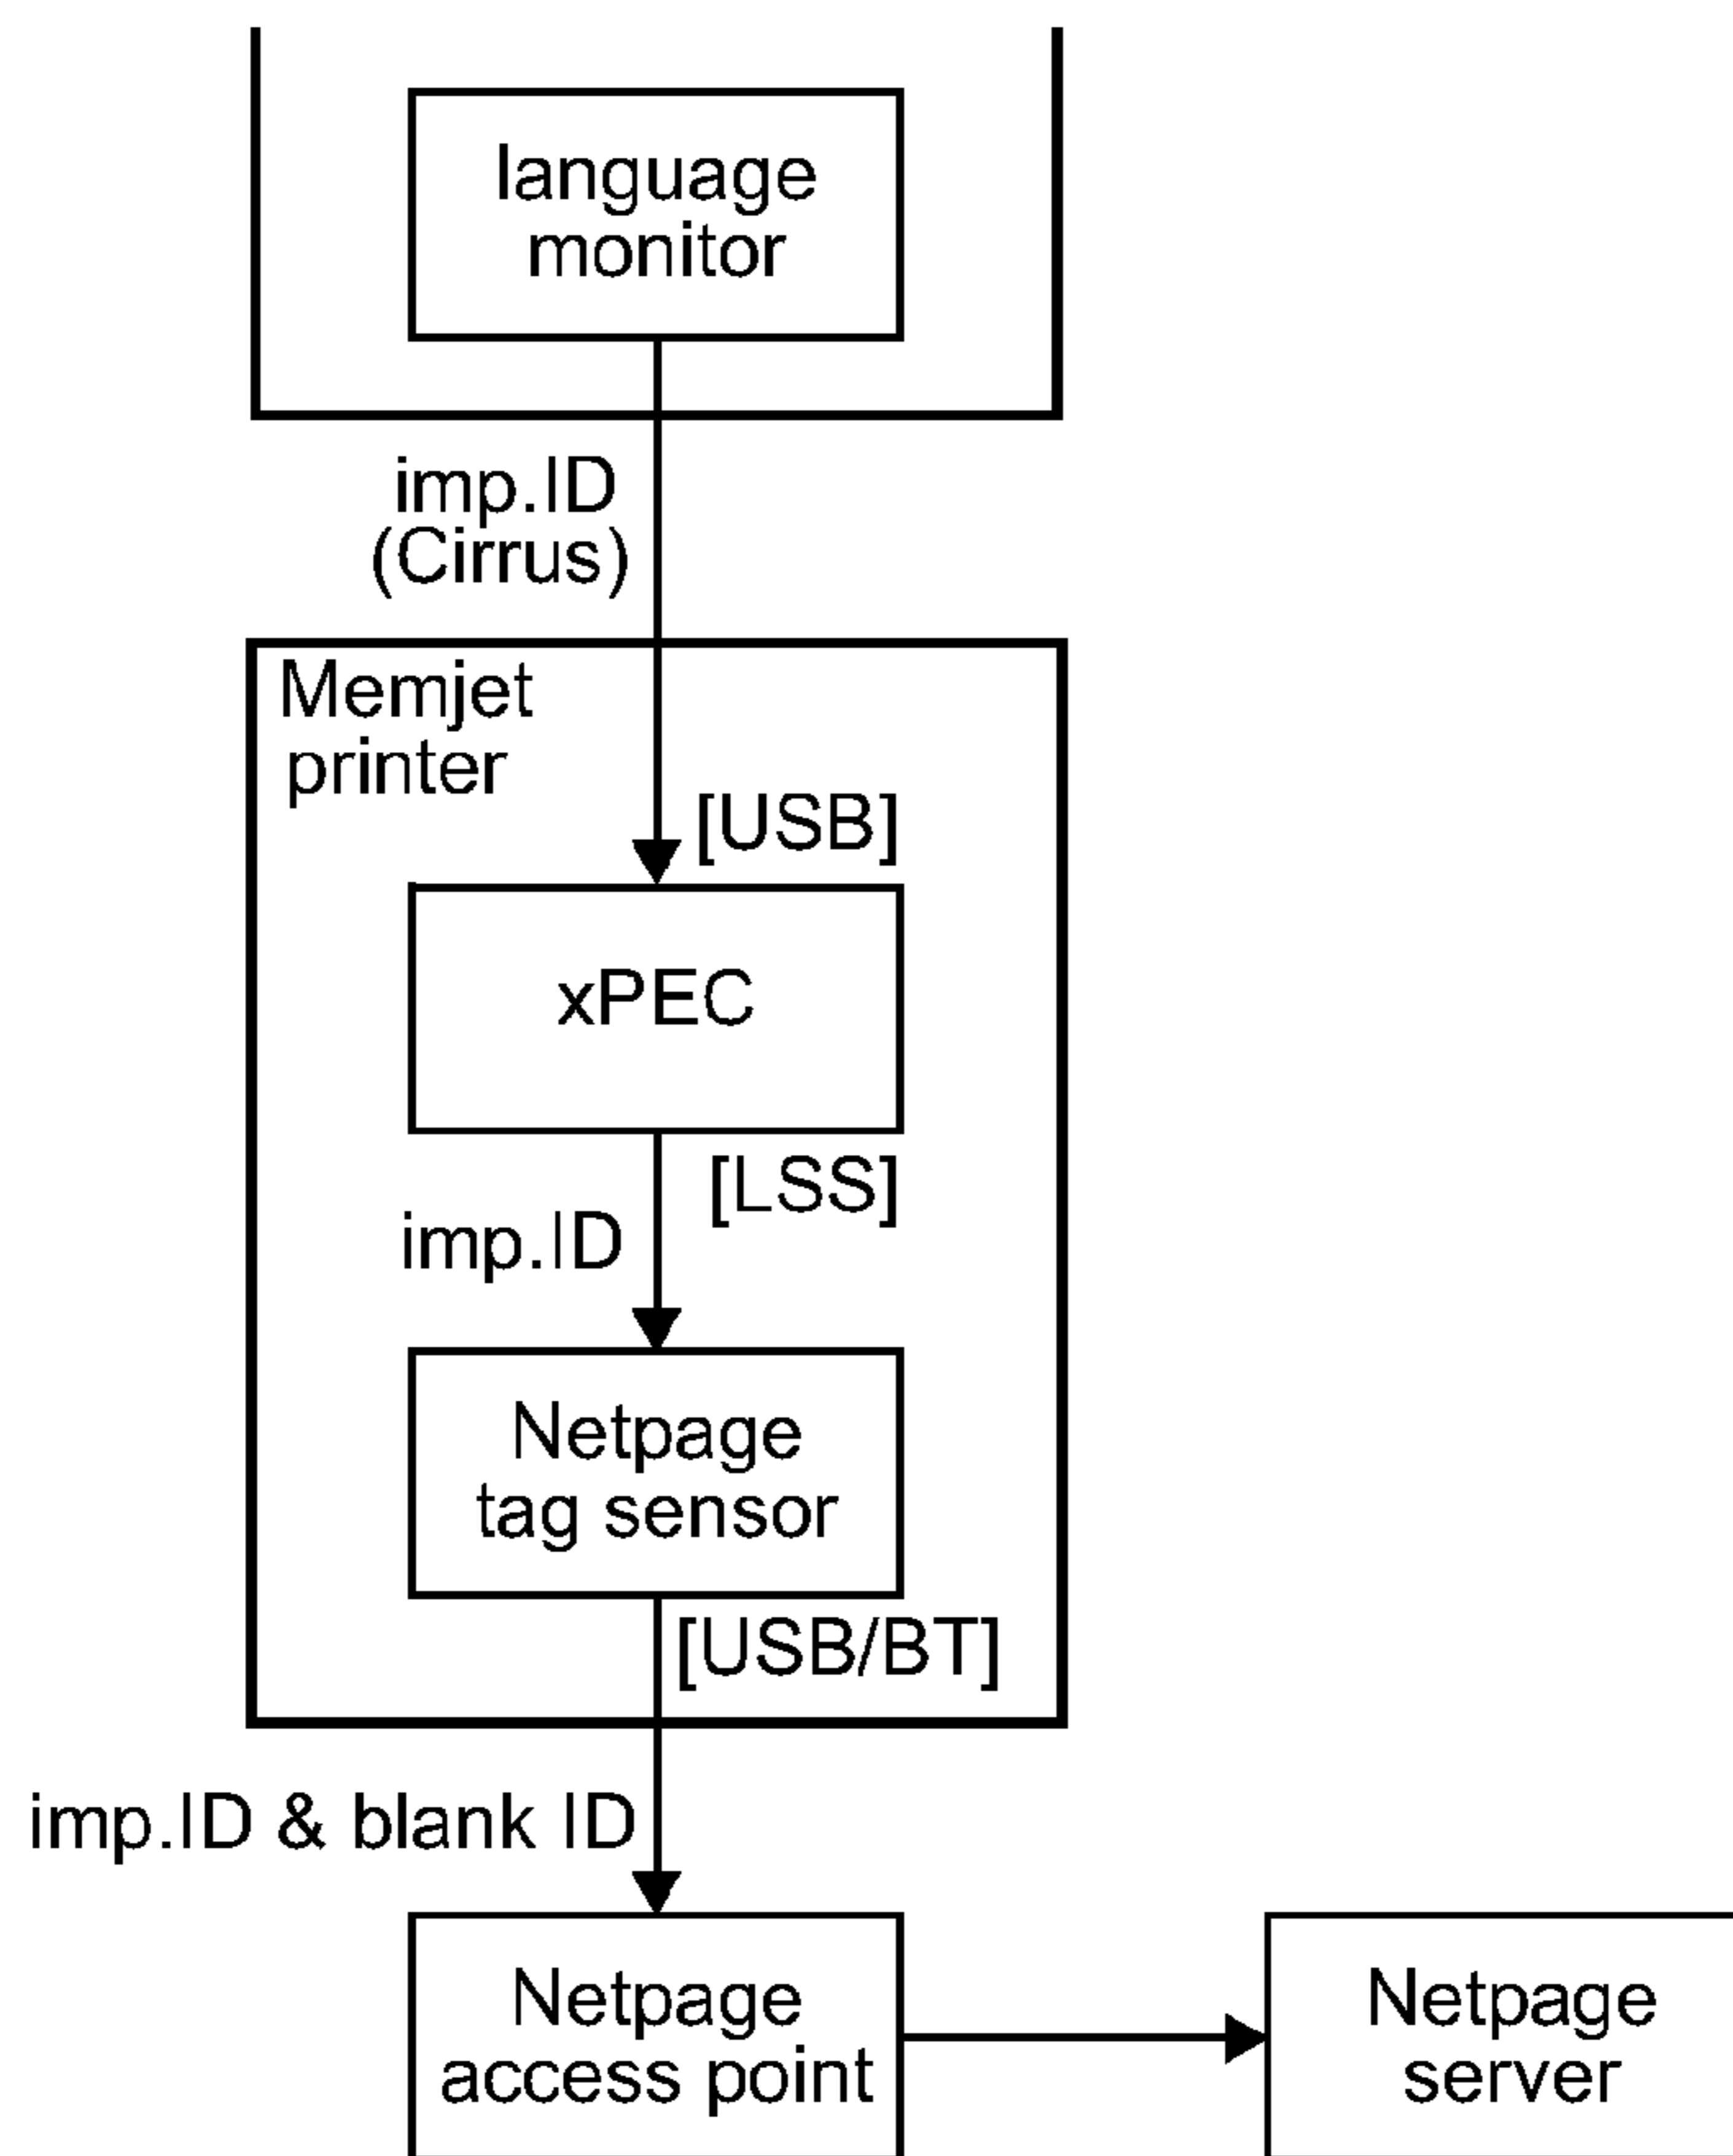 language
monitor
imp.ID
(Cirrus)
Memjet
printer
[USB]
xPEC
[LSS]
imp.ID
Netpage
tag sensor
[USB/BT]
imp.ID & blank ID
Netpage
access point
Netpage
server